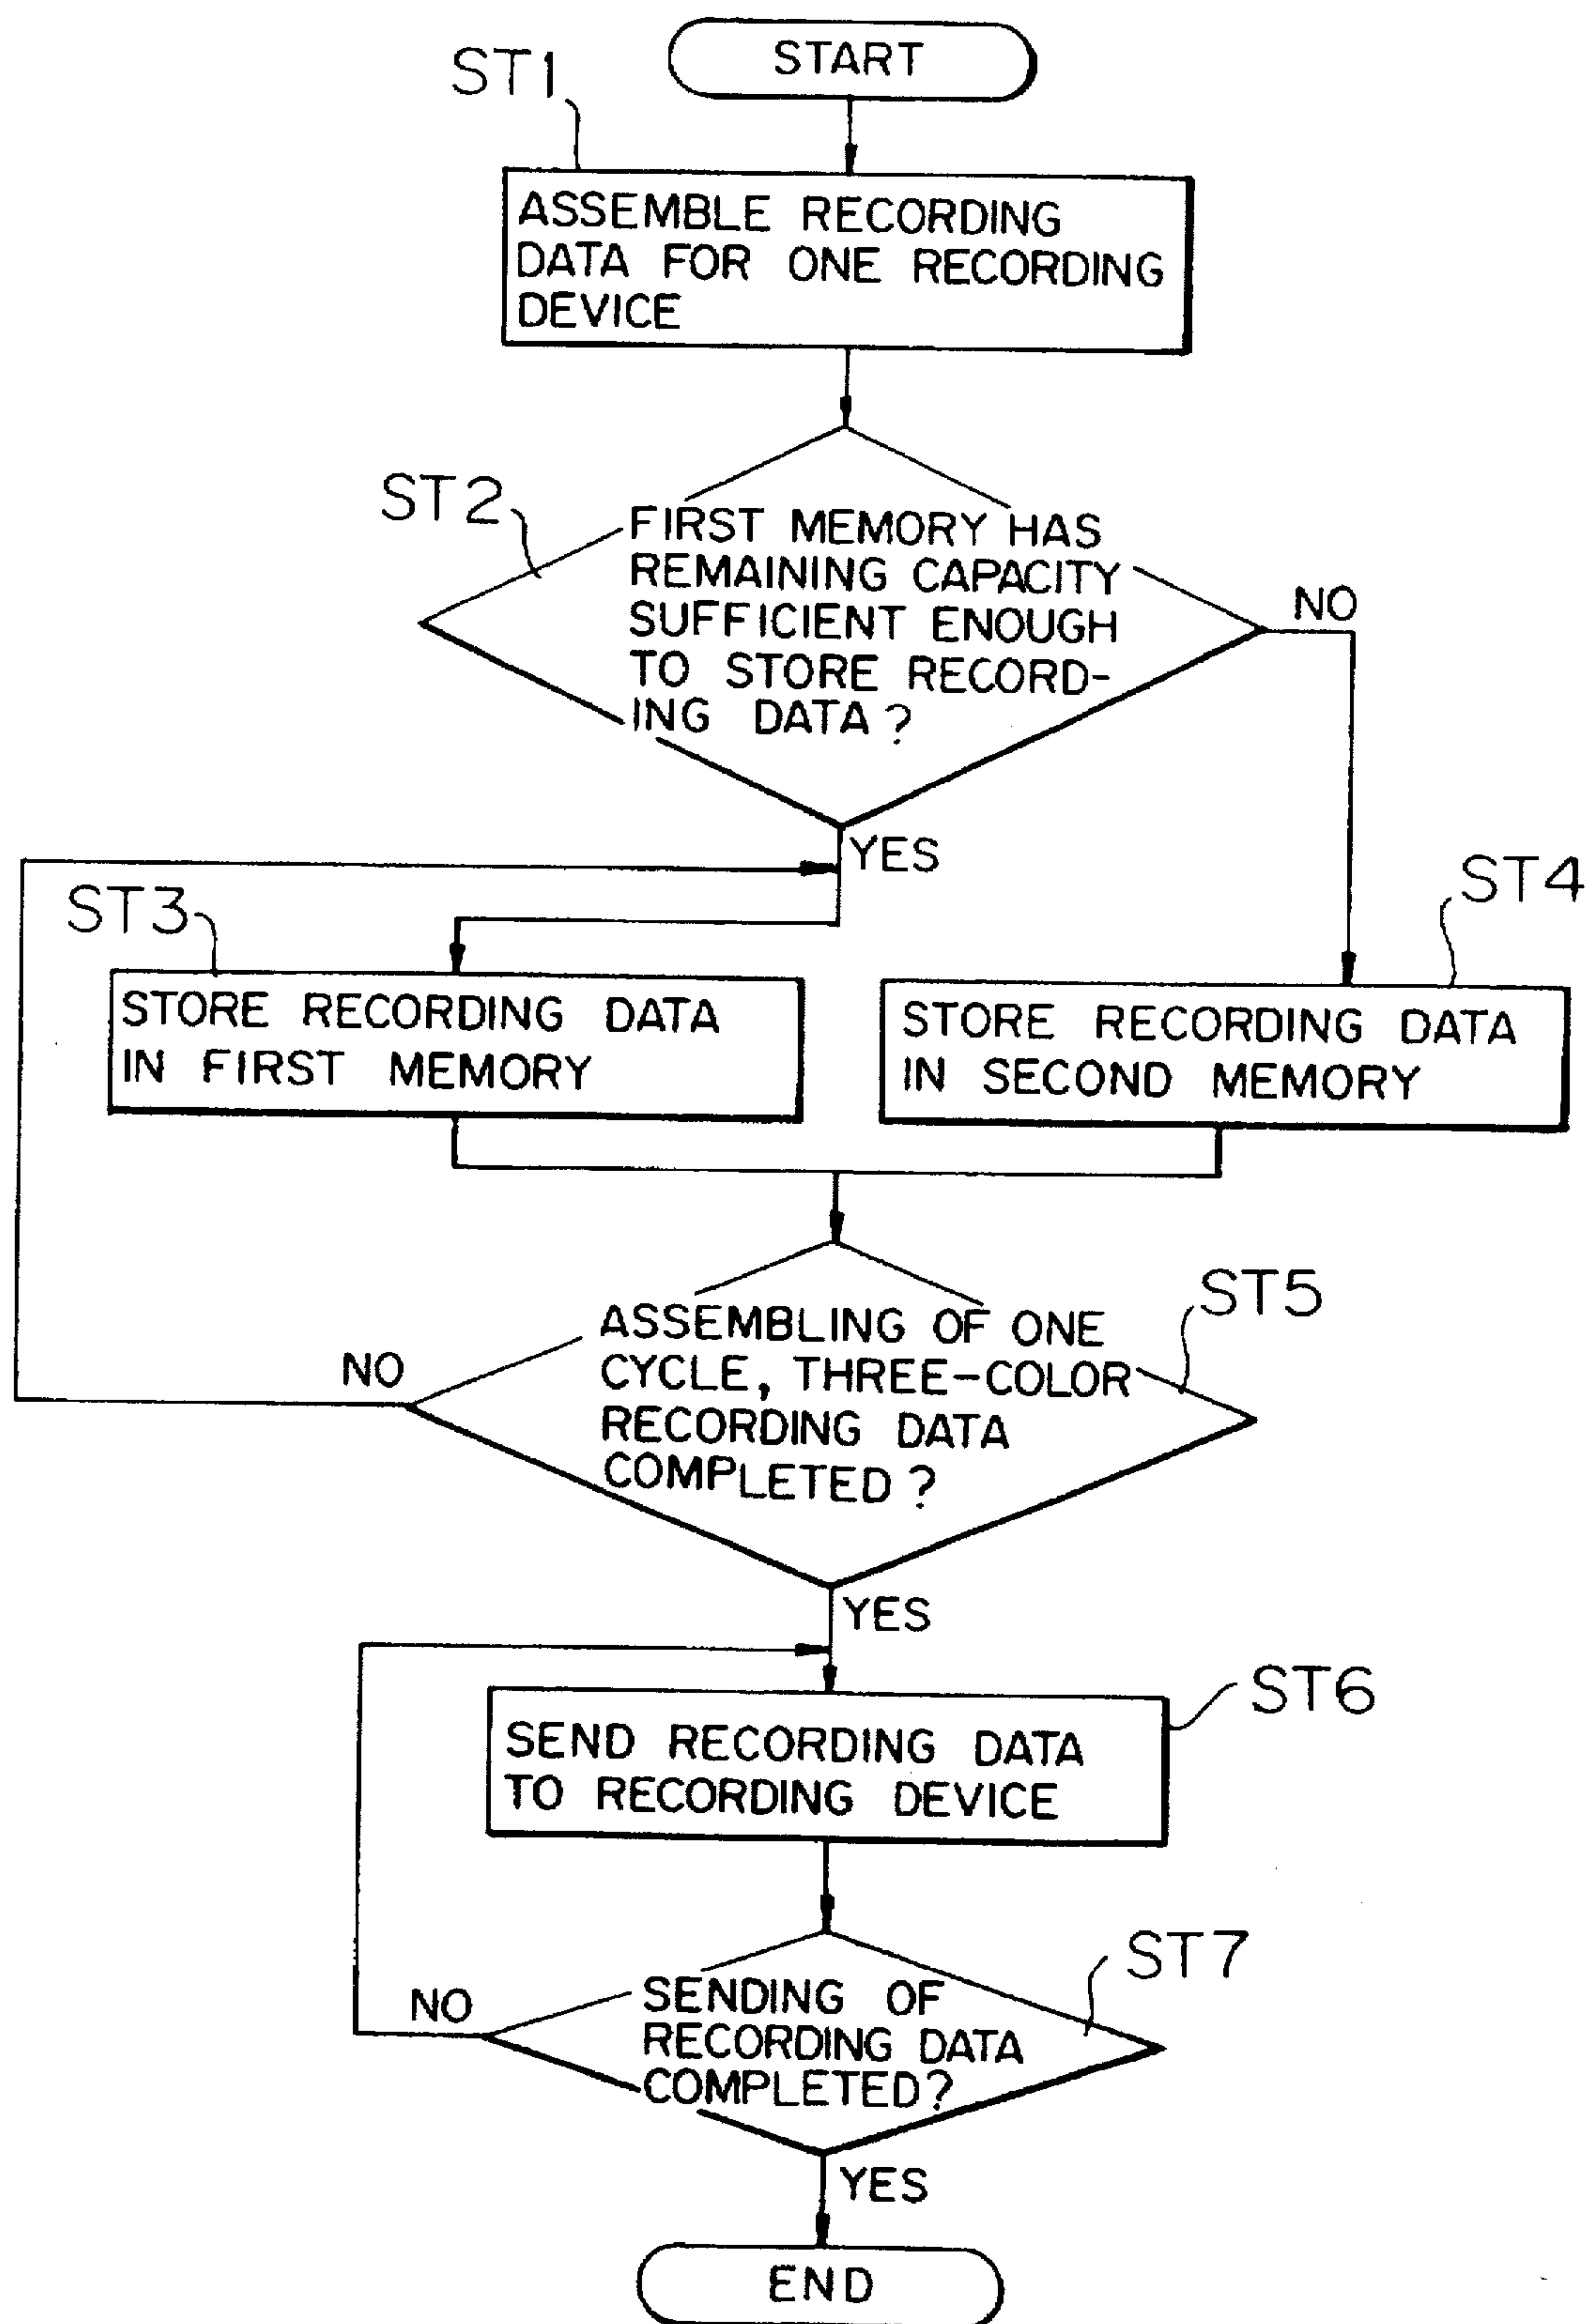 START
ST1
ASSEMBLE RECORDING
DATA FOR ONE RECORDING
DEVICE
ST2
FIRST MEMORY HAS
REMAINING CAPACITY
SUFFICIENT ENOUGH
TO STORE RECORD-
ING DATA?
NO
YES
ST3
ST4
STORE RECORDING DATA
IN FIRST MEMORY
STORE RECORDING DATA
IN SECOND MEMORY
ST5
ASSEMBLING OF ONE
CYCLE, THREE-COLOR
RECORDING DATA
COMPLETED?
NO
YES
ST6
SEND RECORDING DATA
TO RECORDING DEVICE
ST7
SENDING OF
RECORDING DATA
COMPLETED?
NO
YES
END